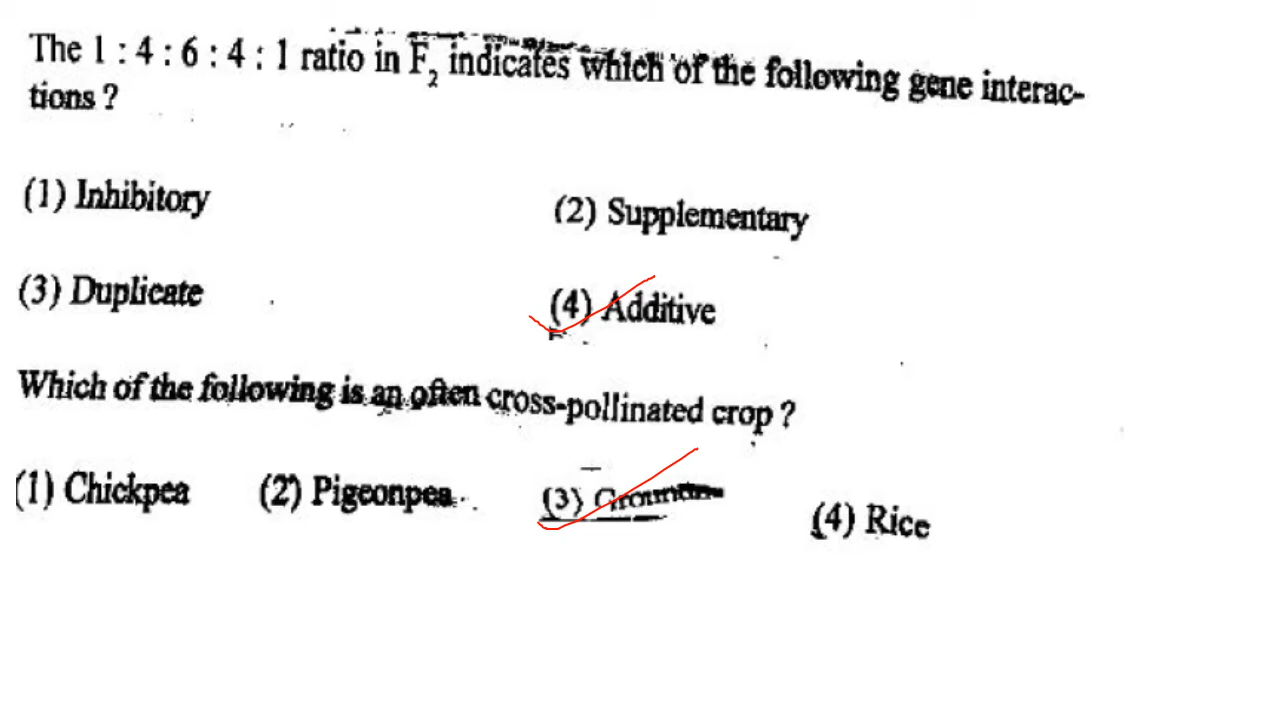 The 1 : 4 : 6 : 4 : 1 ratio in F₂ indicates which of the following gene interac-
tions ?
(1) Inhibitory
(2) Supplementary
(3) Duplicate
(4) Additive
Which of the following is an often cross-pollinated crop ?
(1) Chickpea (2) Pigeonpea (3) (4) Rice